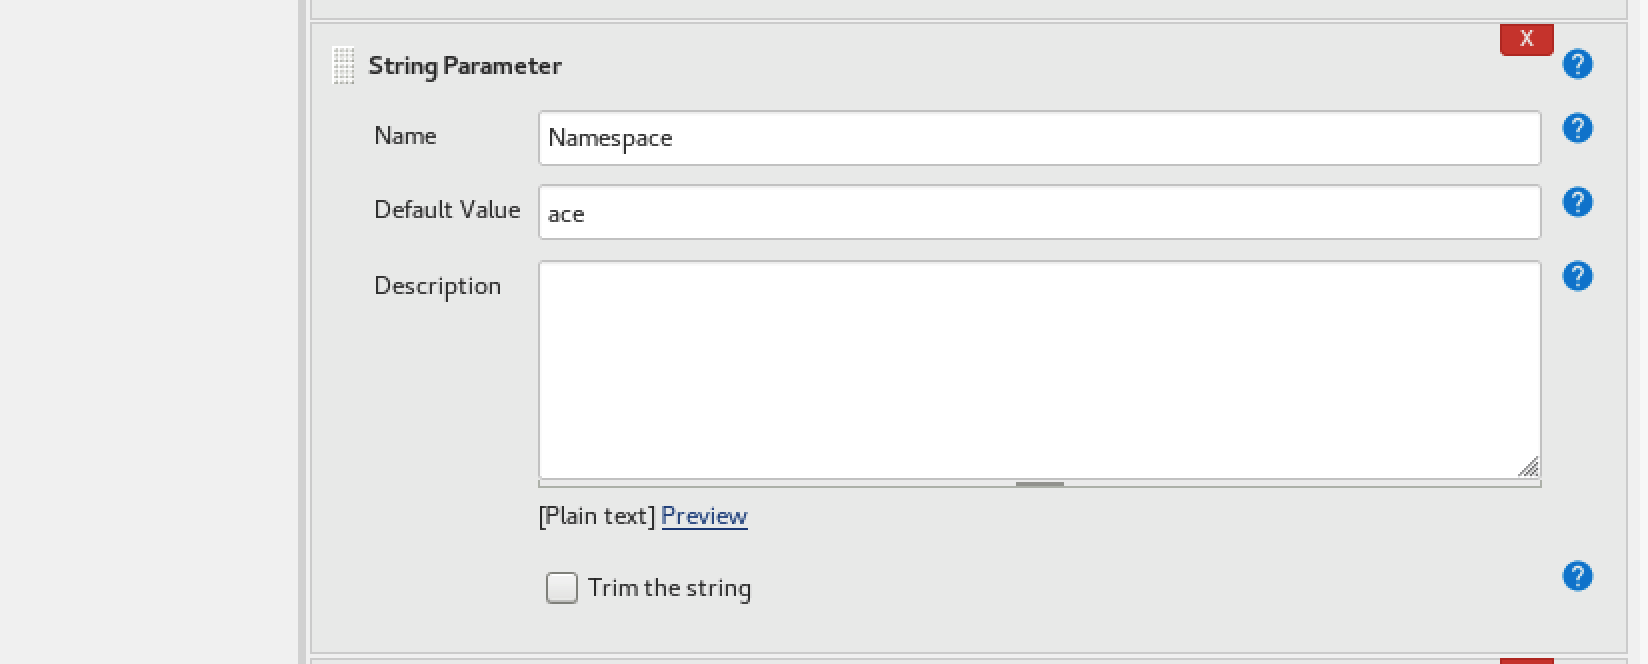 X
String Parameter
?
Name
Namespace
?
Default Value
ace
?
Description
?
[Plain text] Preview
Trim the string
?